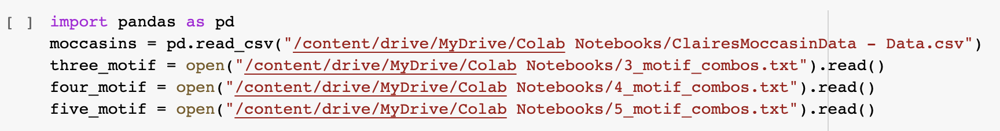 [ ] import pandas as pd
moccasins = pd.read_csv("/content/drive/MyDrive/Colab Notebooks/ClairesMoccasinData - Data.csv")
three_motif = open("/content/drive/MyDrive/Colab Notebooks/3_motif_combos.txt").read()
four_motif = open("/content/drive/MyDrive/Colab Notebooks/4_motif_combos.txt").read()
five_motif = open("/content/drive/MyDrive/Colab Notebooks/5_motif_combos.txt").read()